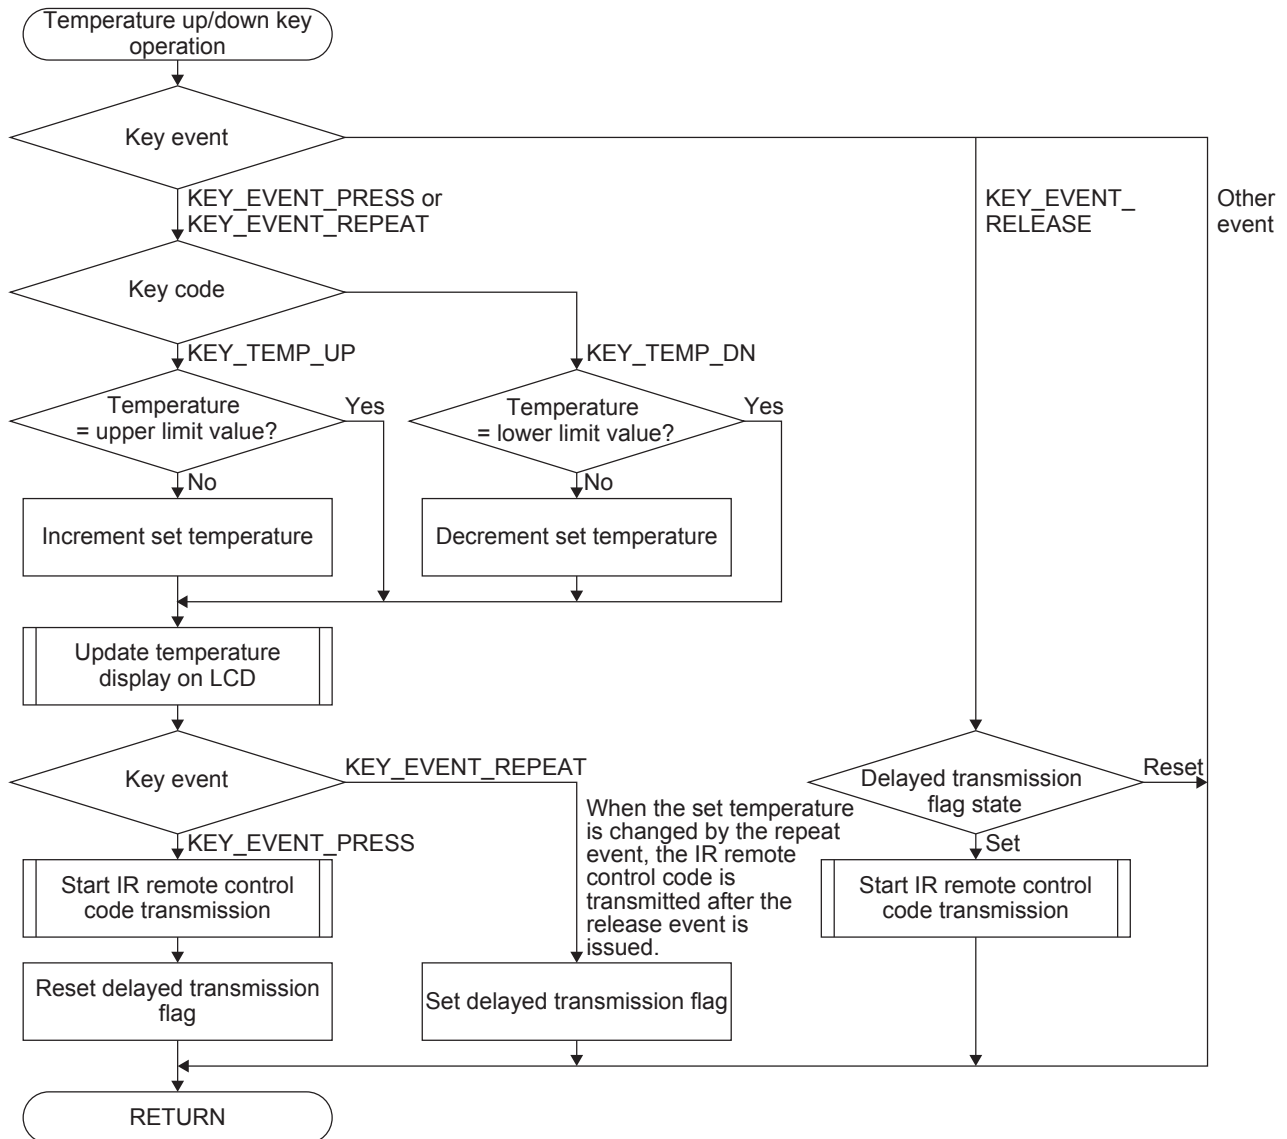 Temperature up/down key
operation
Key event
KEY_EVENT_PRESS or
KEY_EVENT_REPEAT
KEY_EVENT_
RELEASE
Other
event
Key code
KEY_TEMP_UP
KEY_TEMP_DN
Temperature
= upper limit value?
Yes
Temperature
= lower limit value?
Yes
No
No
Increment set temperature
Decrement set temperature
Update temperature
display on LCD
Key event
KEY_EVENT_REPEAT
Delayed transmission
flag state
Reset
When the set temperature
is changed by the repeat
event, the IR remote
control code is
transmitted after the
release event is
issued.
KEY_EVENT_PRESS
Set
Start IR remote control
code transmission
Start IR remote control
code transmission
Reset delayed transmission
flag
Set delayed transmission flag
RETURN